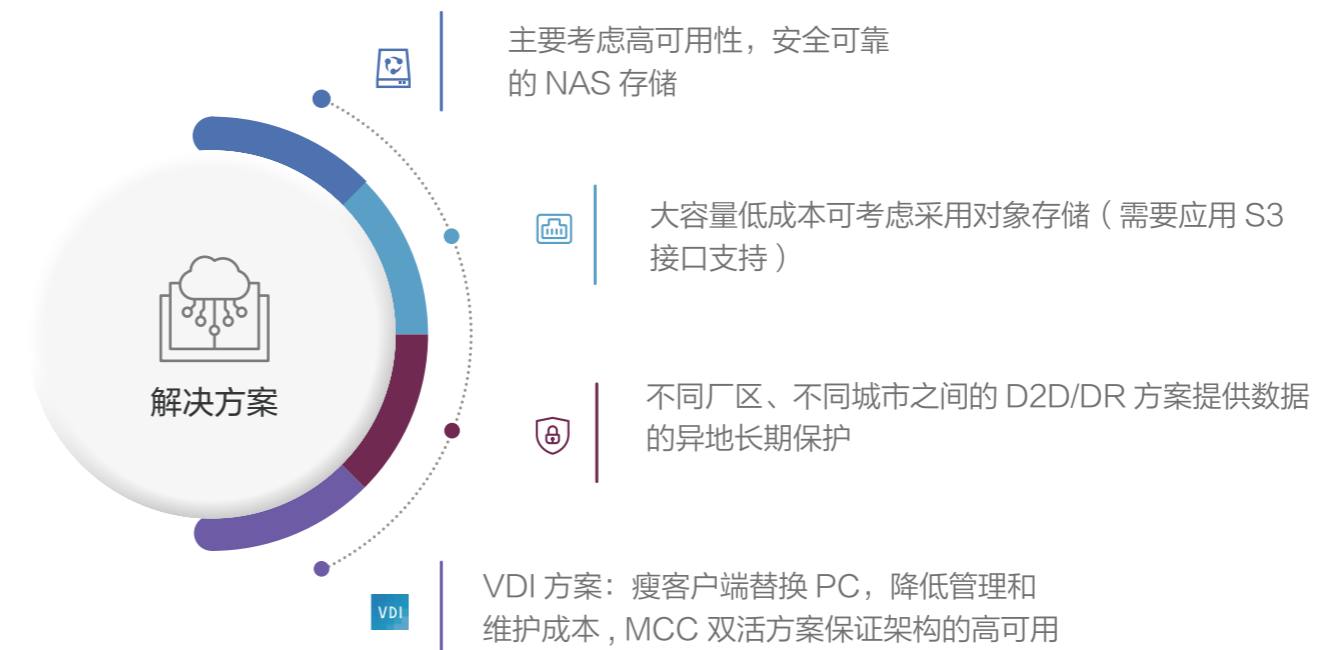 主要考虑高可用性，安全可靠
的 NAS 存储
大容量低成本可考虑采用对象存储（需要应用 S3
接口支持）
解决方案
不同厂区、不同城市之间的 D2D/DR 方案提供数据
的异地长期保护
VDI
VDI 方案：瘦客户端替换 PC，降低管理和
维护成本 , MCC 双活方案保证架构的高可用